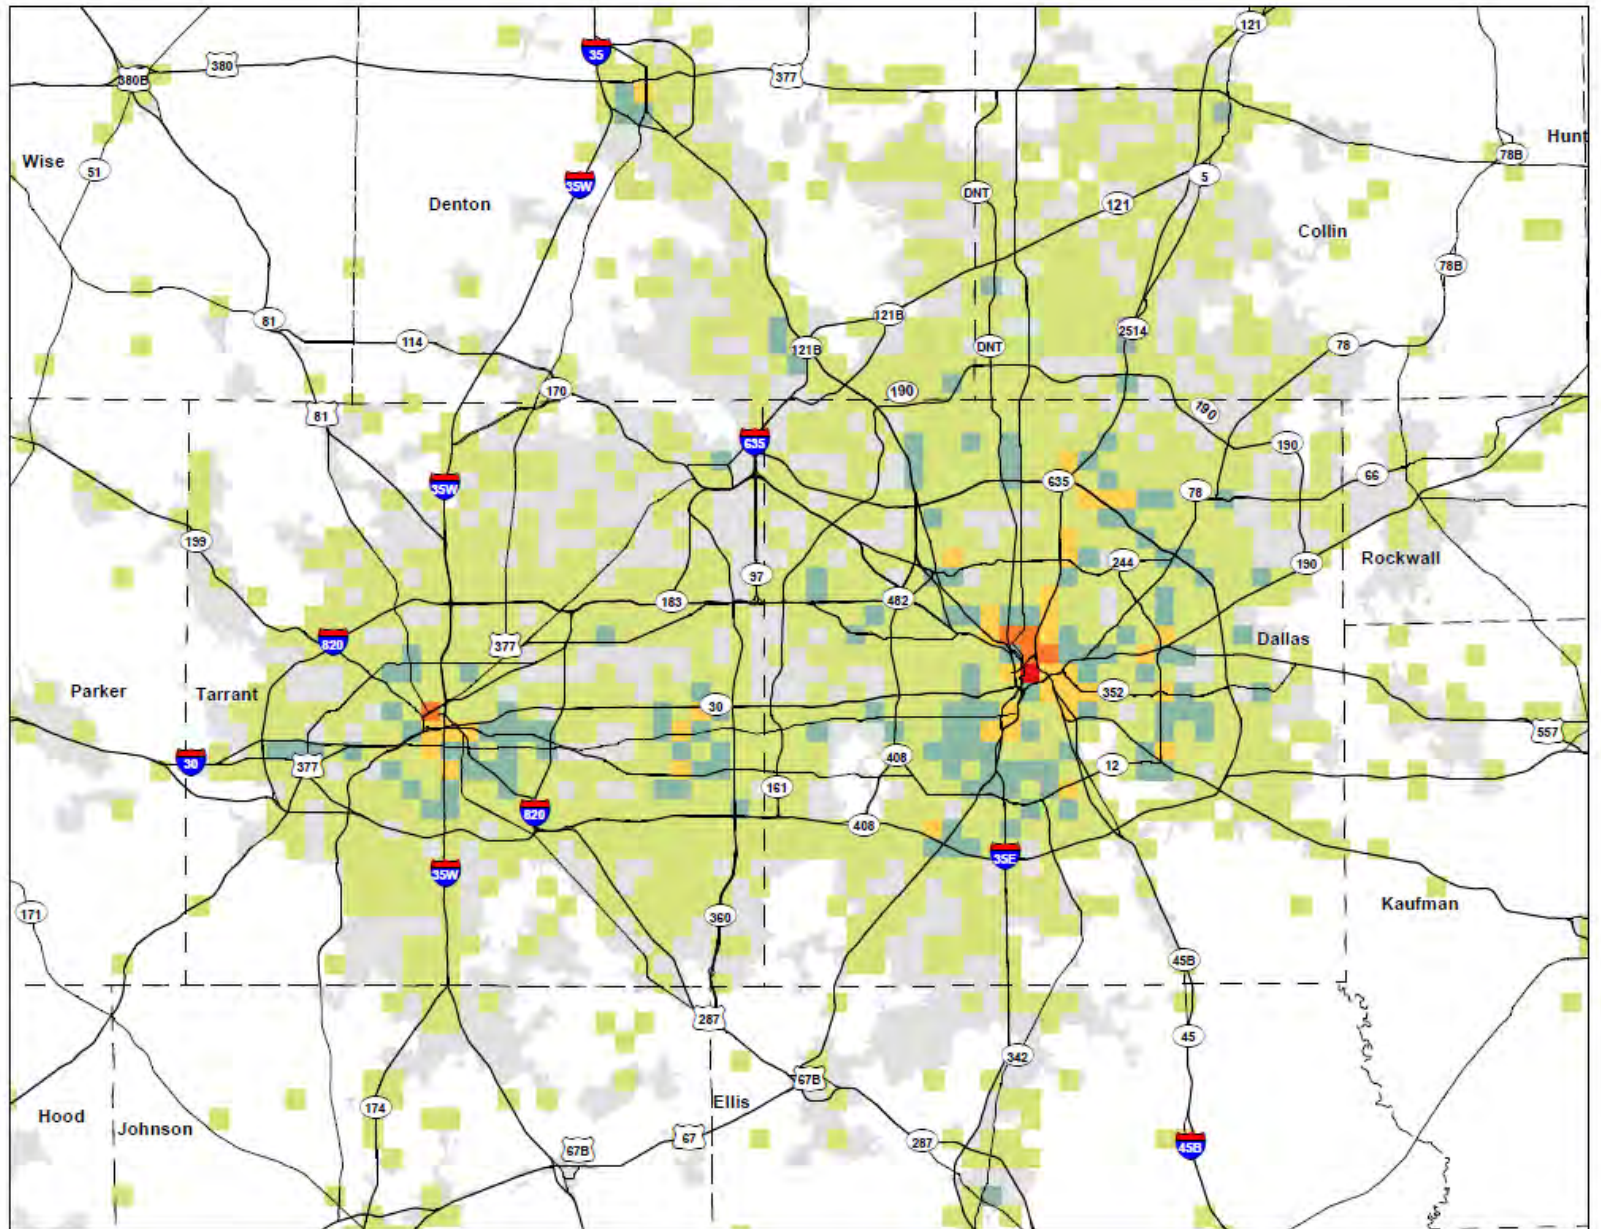 121
35
380
377
380B
Hunt
78B
Wise
51
5
35W
DNT
121
Denton
Collin
78B
121B
81
2514
114
121B
DNT
78
170
190
190
81
635
190
66
635
35W
78
199
Rockwall
244
190
97
183
482
820
377
Dallas
Parker
Tarrant
352
30
557
408
30
377
12
161
820
408
35E
35W
171
360
Kaufman
45B
287
45
342
67B
Ellis
174
Hood
Johnson
67
287
67B
45B